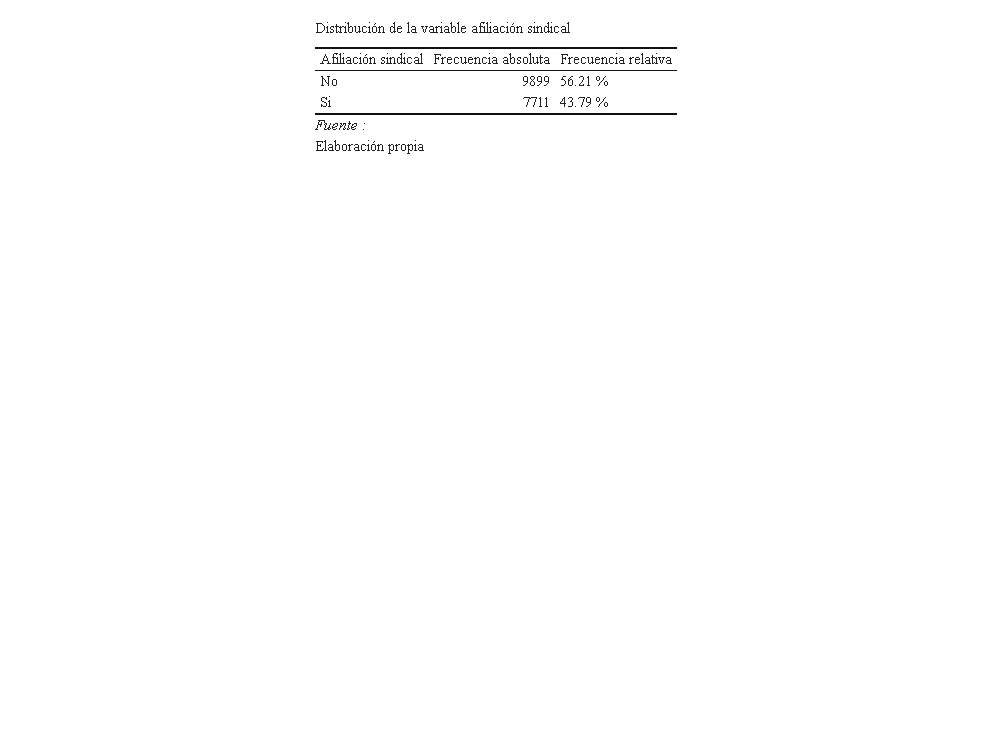 Distribución de la variable afiliación sindical
Afiliación sindical Frecuencia absoluta Frecuencia relativa
No 9899 56.21 %
Si 7711 43.79 %
Fuente :
Elaboración propia